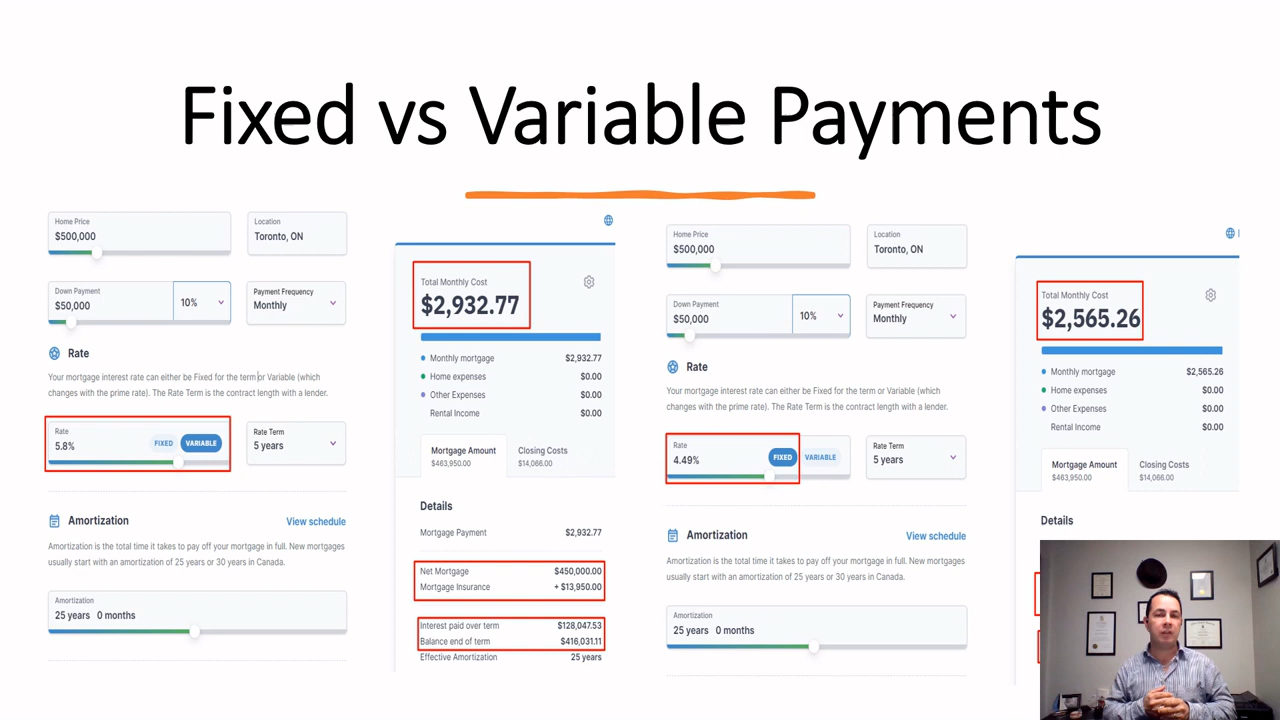 Fixed vs Variable Payments
Home Price
$500,000
Location
Toronto, ON
Down Payment
$50,000
10%
Payment Frequency
Monthly
Rate
Your mortgage interest rate can either be Fixed for the term or Variable (which
changes with the prime rate). The Rate Term is the contract length with a lender.
Rate
5.8%
FIXED
VARIABLE
Rate Term
5 years
Amortization
View schedule
Amortization is the total time it takes to pay off your mortgage in full. New mortgages
usually start with an amortization of 25 years or 30 years in Canada.
Amortization
25 years 0 months
Total Monthly Cost
$2,932.77
Monthly mortgage $2,932.77
Home expenses $0.00
Other Expenses $0.00
Rental Income $0.00
Mortgage Amount
$463,950.00
Closing Costs
$14,066.00
Details
Mortgage Payment $2,932.77
Net Mortgage $450,000.00
Mortgage Insurance + $13,950.00
Interest paid over term $128,047.53
Balance end of term $416,031.11
Effective Amortization 25 years
Home Price
$500,000
Location
Toronto, ON
Down Payment
$50,000
10%
Payment Frequency
Monthly
Rate
Your mortgage interest rate can either be Fixed for the term or Variable (which
changes with the prime rate). The Rate Term is the contract length with a lender.
Rate
4.49%
FIXED
VARIABLE
Rate Term
5 years
Amortization
View schedule
Amortization is the total time it takes to pay off your mortgage in full. New mortgages
usually start with an amortization of 25 years or 30 years in Canada.
Amortization
25 years 0 months
Total Monthly Cost
$2,565.26
Monthly mortgage $2,565.26
Home expenses $0.00
Other Expenses $0.00
Rental Income $0.00
Mortgage Amount
$463,950.00
Closing Costs
$14,066.00
Details